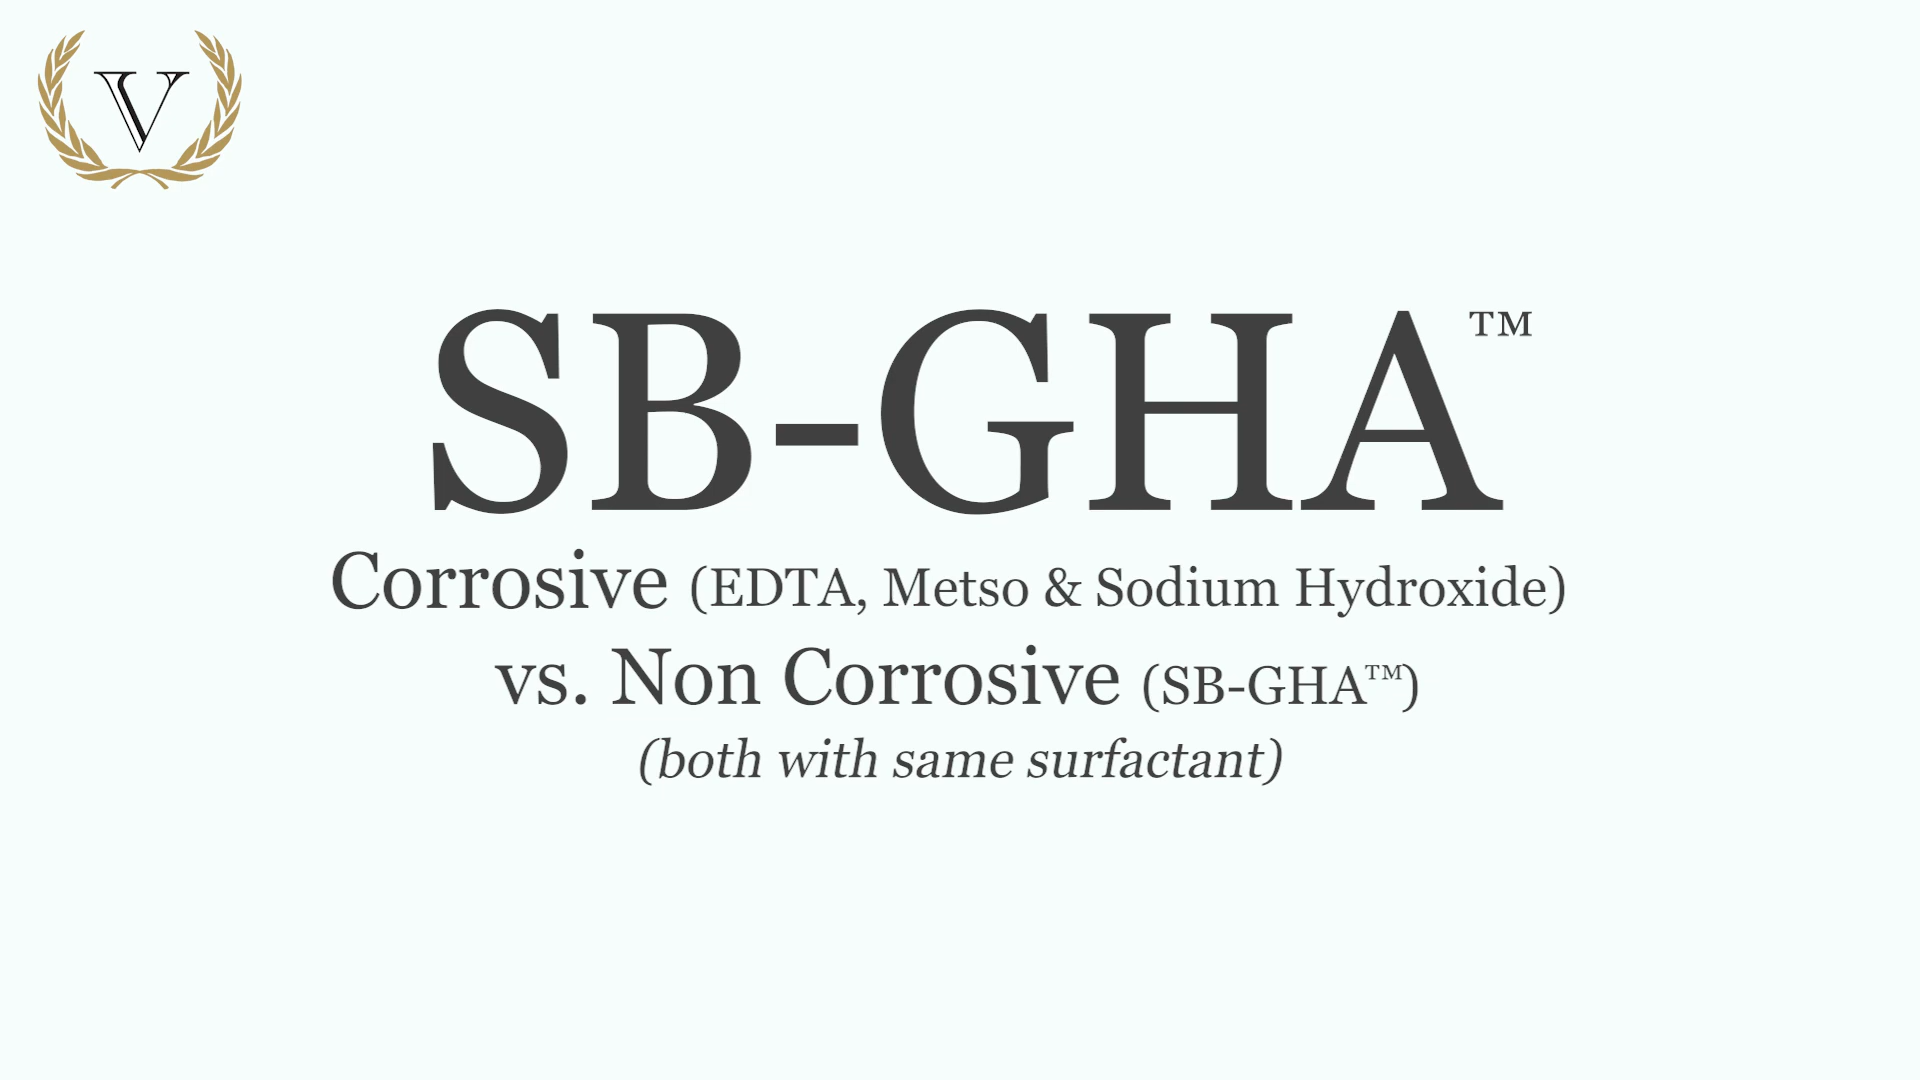 V
SB-GHA™
Corrosive (EDTA, Metso & Sodium Hydroxide)
vs. Non Corrosive (SB-GHA™)
(both with same surfactant)